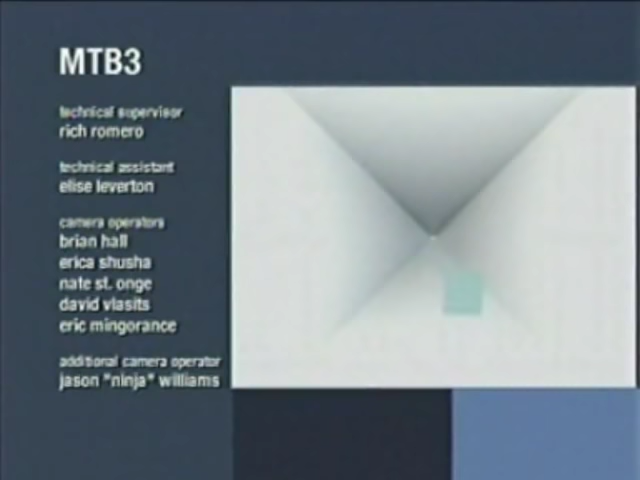 MTB3
technical supervisor
rich romero
technical assistant
elise leverton
camera operators
brian hall
erica shusha
nate st. onge
david vlasits
eric mingorance
additional camera operator
jason "ninja" williams